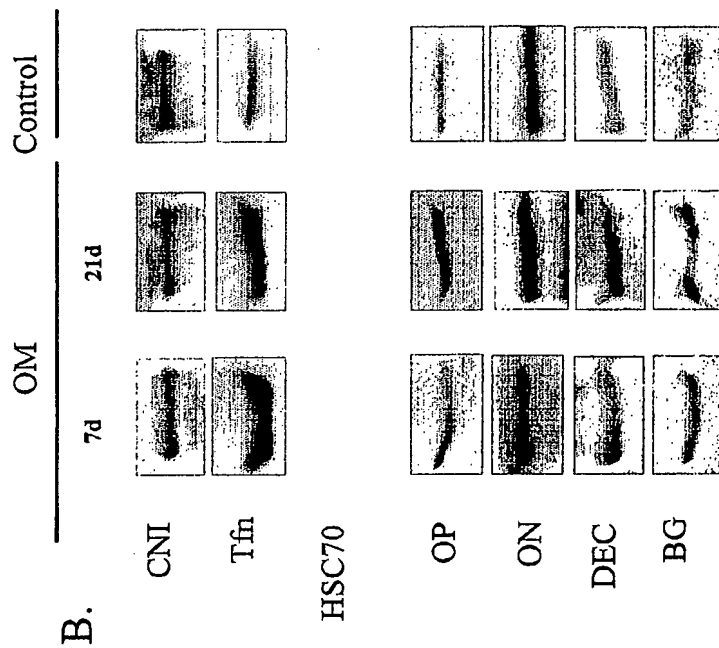 B.
OM Control
7d 21d
CNI
Tfn
HSC70
OP
ON
DEC
BG